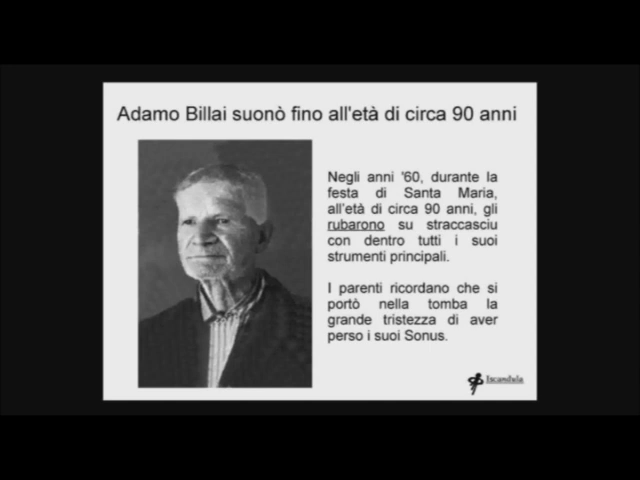 Adamo Billai suonò fino all'età di circa 90 anni
Negli anni '60, durante la
festa di Santa Maria,
all'età di circa 90 anni, gli
rubarono su straccasciu
con dentro tutti i suoi
strumenti principali.
I parenti ricordano che si
portò nella tomba la
grande tristezza di aver
perso i suoi Sonus.
Iscandula